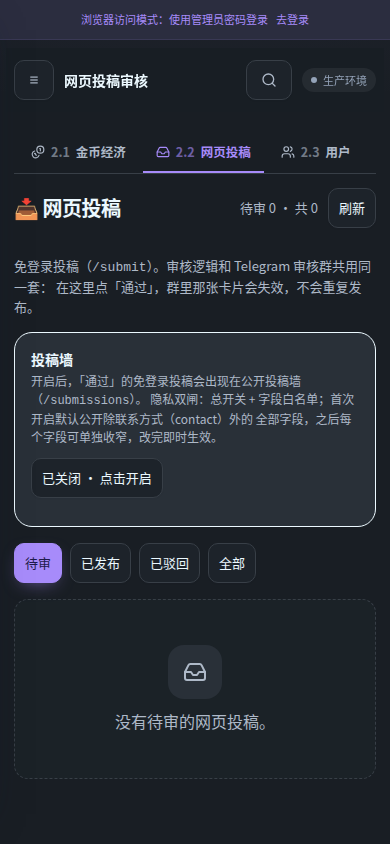 浏览器访问模式：使用管理员密码登录 去登录
网页投稿审核
生产环境
2.1 金币经济 2.2 网页投稿 2.3 用户
📥 网页投稿
待审 0 · 共 0 刷新
免登录投稿（/submit）。审核逻辑和 Telegram 审核群共用同
一套： 在这里点「通过」，群里那张卡片会失效，不会重复发
布。
投稿墙
开启后，「通过」的免登录投稿会出现在公开投稿墙
（/submissions）。 隐私双闸：总开关 + 字段白名单；首次
开启默认公开除联系方式（contact）外的 全部字段，之后每
个字段可单独收窄，改完即时生效。
已关闭 · 点击开启
待审 已发布 已驳回 全部
没有待审的网页投稿。